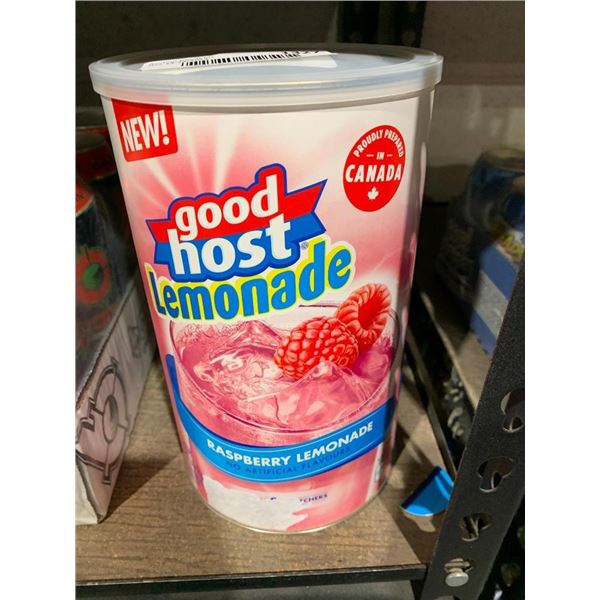 NEW!
PROUDLY PREPARED
IN
CANADA
good
host
Lemonade
RASPBERRY LEMONADE
NO ARTIFICIAL FLAVOURS